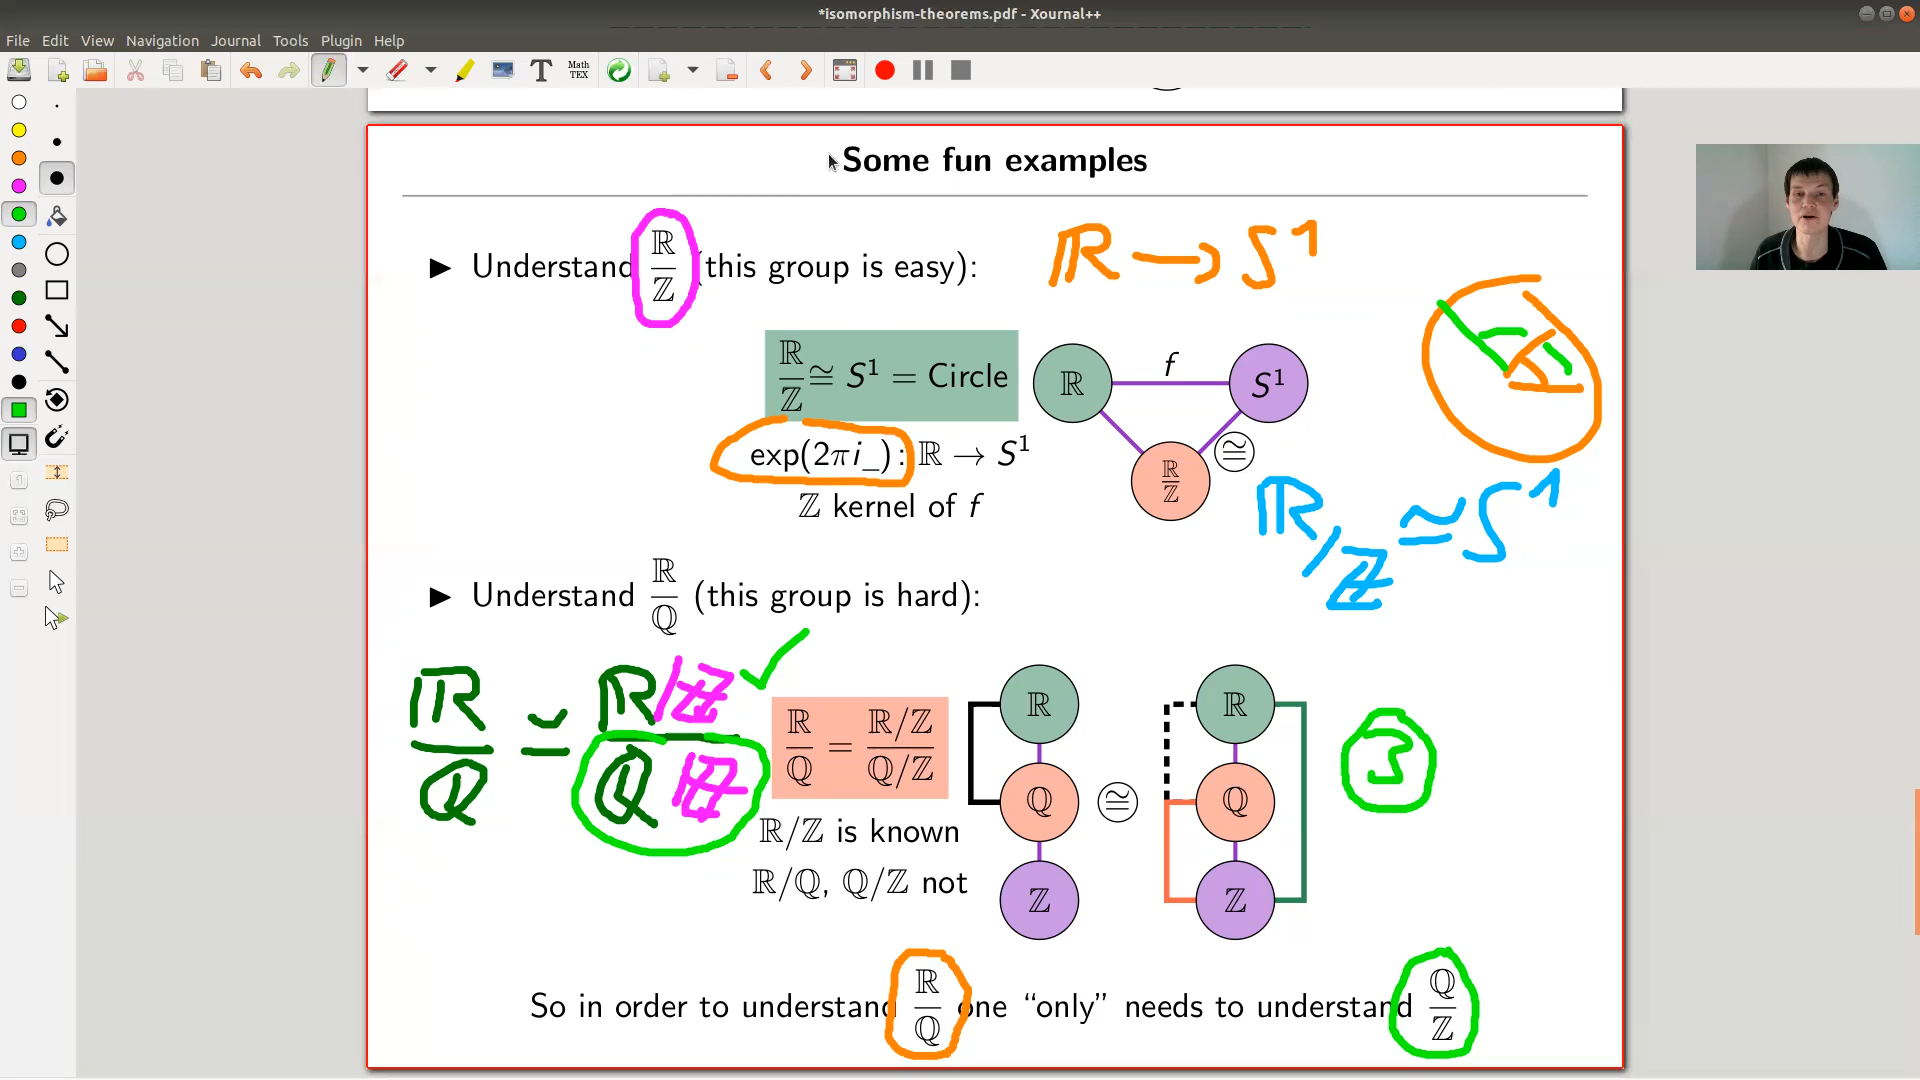 *isomorphism-theorems.pdf - Xournal++
File Edit View Navigation Journal Tools Plugin Help
Math
TEX
Some fun examples
▶ Understand ℝ/ℤ (this group is easy):
ℝ → S¹
ℝ/ℤ ≅ S¹ = Circle
exp(2πi_): ℝ → S¹
ℤ kernel of f
ℝ f S¹
≅
ℝ/ℤ
ℝ/ℤ ≅ S¹
▶ Understand ℝ/ℚ (this group is hard):
ℝ/ℚ ≅ (ℝ/ℤ)/(ℚ/ℤ) ✓
ℝ/ℚ = (ℝ/ℤ)/(ℚ/ℤ)
ℝ/ℤ is known
ℝ/ℚ, ℚ/ℤ not
ℝ ℝ
ℚ ≅ ℚ
ℤ ℤ
3
So in order to understand ℝ/ℚ one “only” needs to understand ℚ/ℤ